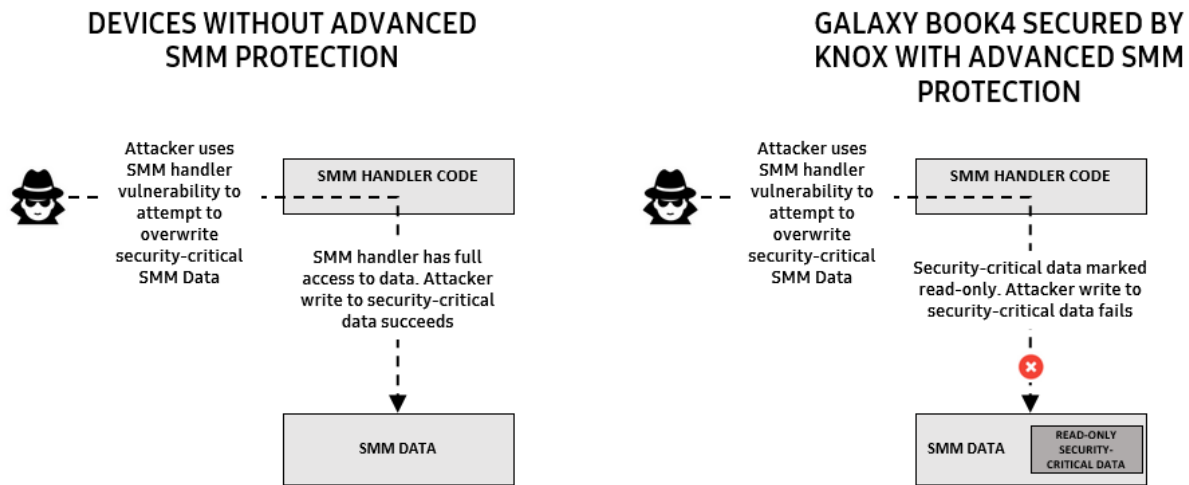 DEVICES WITHOUT ADVANCED
SMM PROTECTION
Attacker uses
SMM handler
vulnerability to
attempt to
overwrite
security-critical
SMM Data
SMM HANDLER CODE
SMM handler has full
access to data. Attacker
write to security-critical
data succeeds
SMM DATA
GALAXY BOOK4 SECURED BY
KNOX WITH ADVANCED SMM
PROTECTION
Attacker uses
SMM handler
vulnerability to
attempt to
overwrite
security-critical
SMM Data
SMM HANDLER CODE
Security-critical data marked
read-only. Attacker write to
security-critical data fails
SMM DATA
READ-ONLY
SECURITY-
CRITICAL DATA